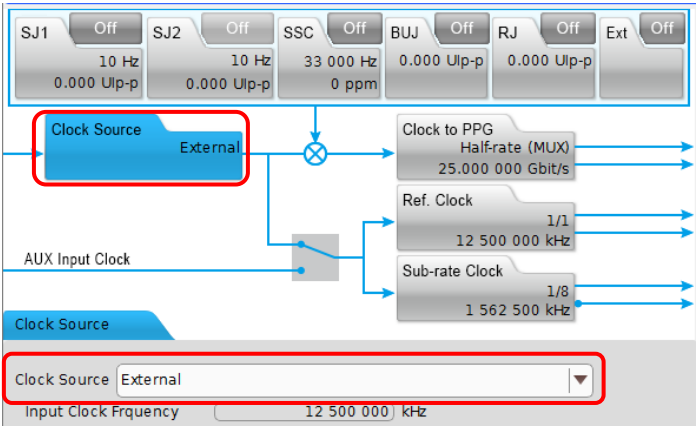 SJ1 Off SJ2 Off SSC Off BUJ Off RJ Off Ext Off
10 Hz 10 Hz 33 000 Hz 0.000 UIp-p 0.000 UIp-p
0.000 UIp-p 0.000 UIp-p 0 ppm
Clock Source
External
Clock to PPG
Half-rate (MUX)
25.000 000 Gbit/s
Ref. Clock
1/1
12 500 000 kHz
AUX Input Clock
Sub-rate Clock
1/8
1 562 500 kHz
Clock Source
Clock Source External
Input Clock Frquency 12 500 000 kHz